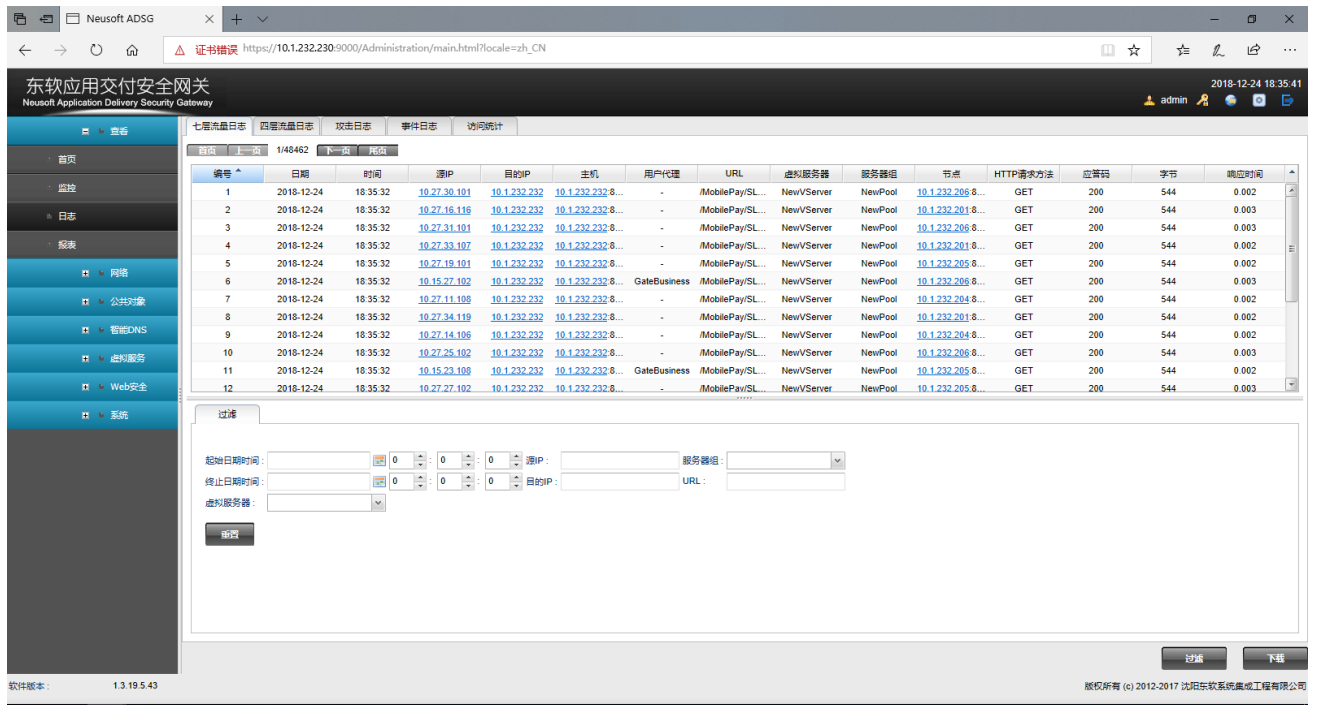 Neusoft ADSG
证书错误 https://10.1.232.230:9000/Administration/main.html?locale=zh_CN
东软应用交付安全网关
Neusoft Application Delivery Security Gateway
2018-12-24 18:35:41
admin
查看
首页
监控
日志
报表
网络
公共对象
智能DNS
虚拟服务
Web安全
系统
七层流量日志 四层流量日志 攻击日志 事件日志 访问统计
首页 上一页 1/48462 下一页 尾页
编号 日期 时间 源IP 目的IP 主机 用户代理 URL 虚拟服务器 服务器组 节点 HTTP请求方法 应答码 字节 响应时间
1 2018-12-24 18:35:32 10.27.30.101 10.1.232.232 10.1.232.232:8... - /MobilePay/SL... NewVServer NewPool 10.1.232.206:8... GET 200 544 0.002
2 2018-12-24 18:35:32 10.27.16.116 10.1.232.232 10.1.232.232:8... - /MobilePay/SL... NewVServer NewPool 10.1.232.201:8... GET 200 544 0.003
3 2018-12-24 18:35:32 10.27.31.101 10.1.232.232 10.1.232.232:8... - /MobilePay/SL... NewVServer NewPool 10.1.232.206:8... GET 200 544 0.003
4 2018-12-24 18:35:32 10.27.33.107 10.1.232.232 10.1.232.232:8... - /MobilePay/SL... NewVServer NewPool 10.1.232.201:8... GET 200 544 0.002
5 2018-12-24 18:35:32 10.27.19.101 10.1.232.232 10.1.232.232:8... - /MobilePay/SL... NewVServer NewPool 10.1.232.205:8... GET 200 544 0.002
6 2018-12-24 18:35:32 10.15.27.102 10.1.232.232 10.1.232.232:8... GateBusiness /MobilePay/SL... NewVServer NewPool 10.1.232.206:8... GET 200 544 0.003
7 2018-12-24 18:35:32 10.27.11.108 10.1.232.232 10.1.232.232:8... - /MobilePay/SL... NewVServer NewPool 10.1.232.204:8... GET 200 544 0.002
8 2018-12-24 18:35:32 10.27.34.119 10.1.232.232 10.1.232.232:8... - /MobilePay/SL... NewVServer NewPool 10.1.232.201:8... GET 200 544 0.002
9 2018-12-24 18:35:32 10.27.14.106 10.1.232.232 10.1.232.232:8... - /MobilePay/SL... NewVServer NewPool 10.1.232.204:8... GET 200 544 0.002
10 2018-12-24 18:35:32 10.27.25.102 10.1.232.232 10.1.232.232:8... - /MobilePay/SL... NewVServer NewPool 10.1.232.206:8... GET 200 544 0.003
11 2018-12-24 18:35:32 10.15.23.108 10.1.232.232 10.1.232.232:8... GateBusiness /MobilePay/SL... NewVServer NewPool 10.1.232.205:8... GET 200 544 0.002
12 2018-12-24 18:35:32 10.27.27.102 10.1.232.232 10.1.232.232:8... - /MobilePay/SL... NewVServer NewPool 10.1.232.205:8... GET 200 544 0.003
过滤
起始日期时间: 0 : 0 : 0 源IP: 服务器组:
终止日期时间: 0 : 0 : 0 目的IP: URL:
虚拟服务器:
重置
过滤 下载
软件版本: 1.3.19.5.43
版权所有 (c) 2012-2017 沈阳东软系统集成工程有限公司